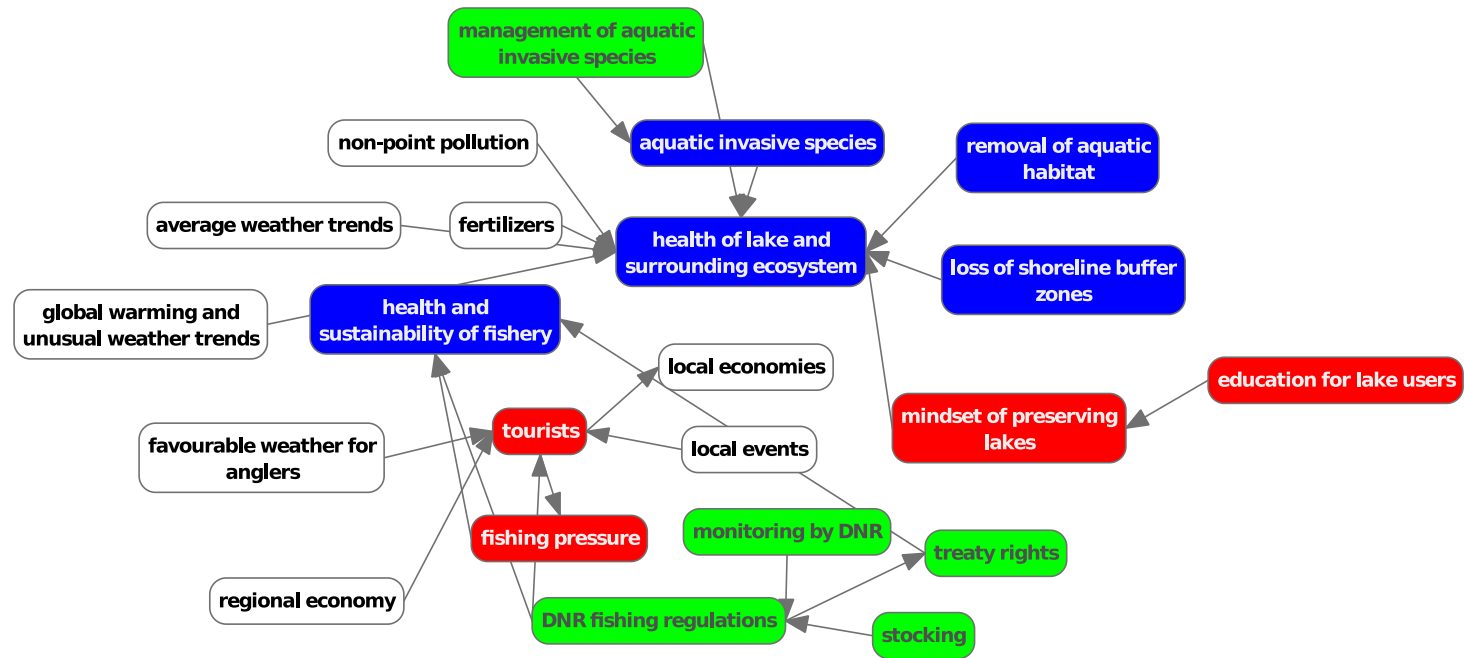 management of aquatic
invasive species
non-point pollution
aquatic invasive species
removal of aquatic
habitat
average weather trends
fertilizers
health of lake and
surrounding ecosystem
loss of shoreline buffer
zones
global warming and
unusual weather trends
health and
sustainability of fishery
local economies
education for lake users
mindset of preserving
lakes
tourists
favourable weather for
anglers
local events
fishing pressure
monitoring by DNR
treaty rights
regional economy
DNR fishing regulations
stocking